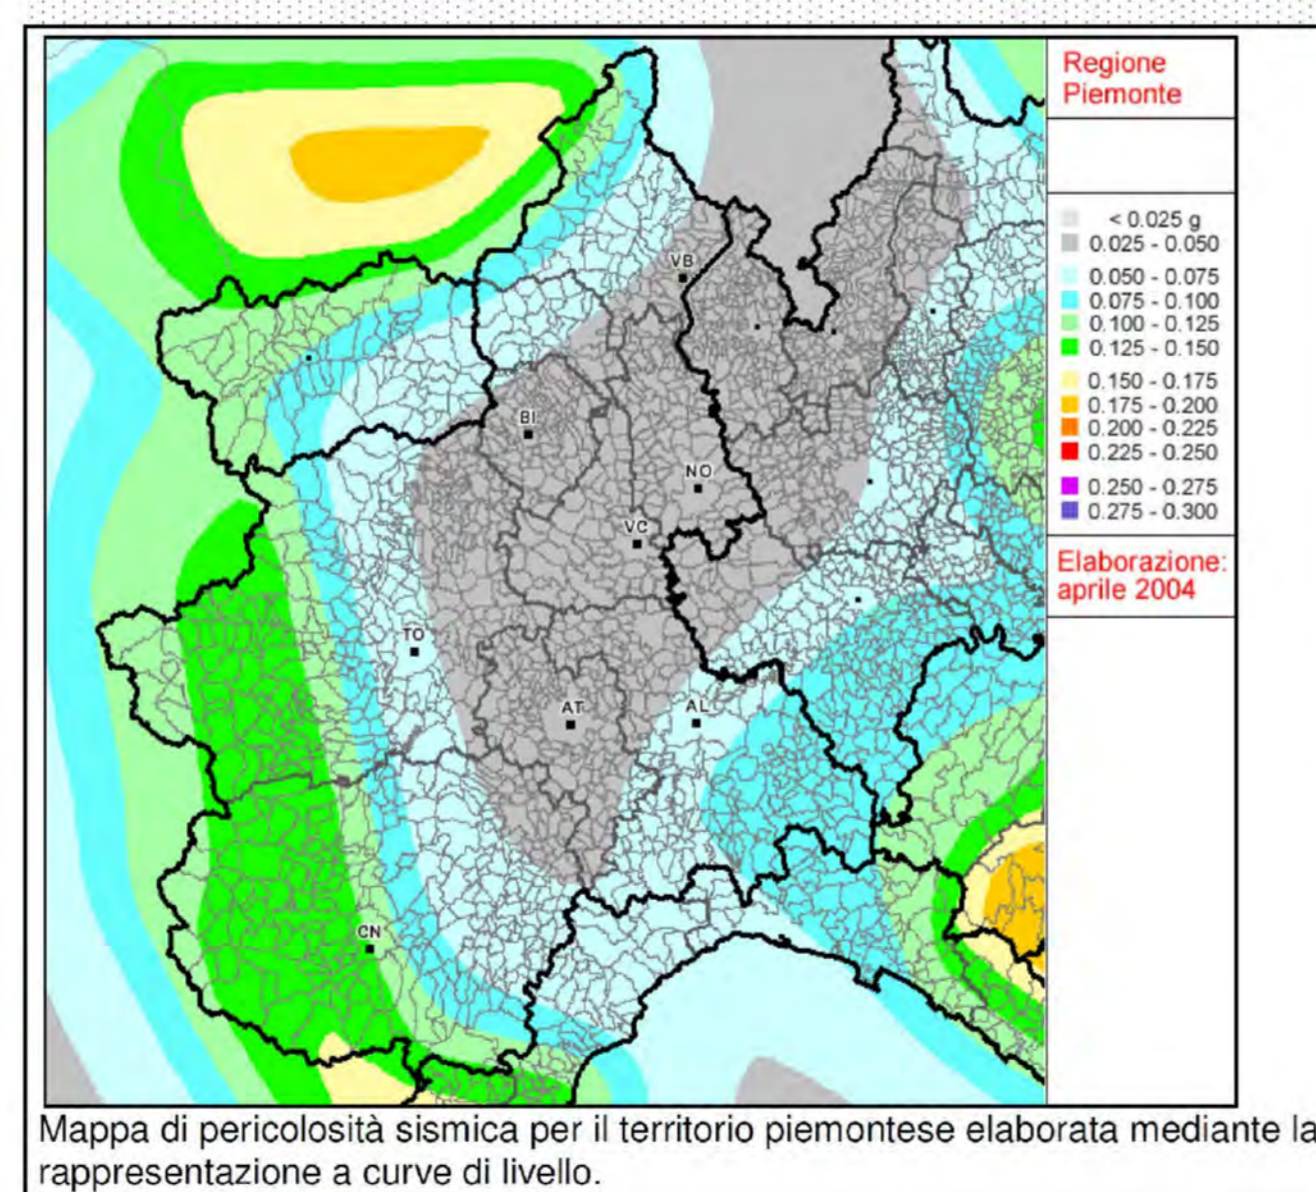 Regione
Piemonte
< 0.025 g
0.025 - 0.050
0.050 - 0.075
0.075 - 0.100
0.100 - 0.125
0.125 - 0.150
0.150 - 0.175
0.175 - 0.200
0.200 - 0.225
0.225 - 0.250
0.250 - 0.275
0.275 - 0.300
Elaborazione:
aprile 2004
VB
BI
NO
VC
TO
AT
AL
CN
Mappa di pericolosità sismica per il territorio piemontese elaborata mediante la
rappresentazione a curve di livello.